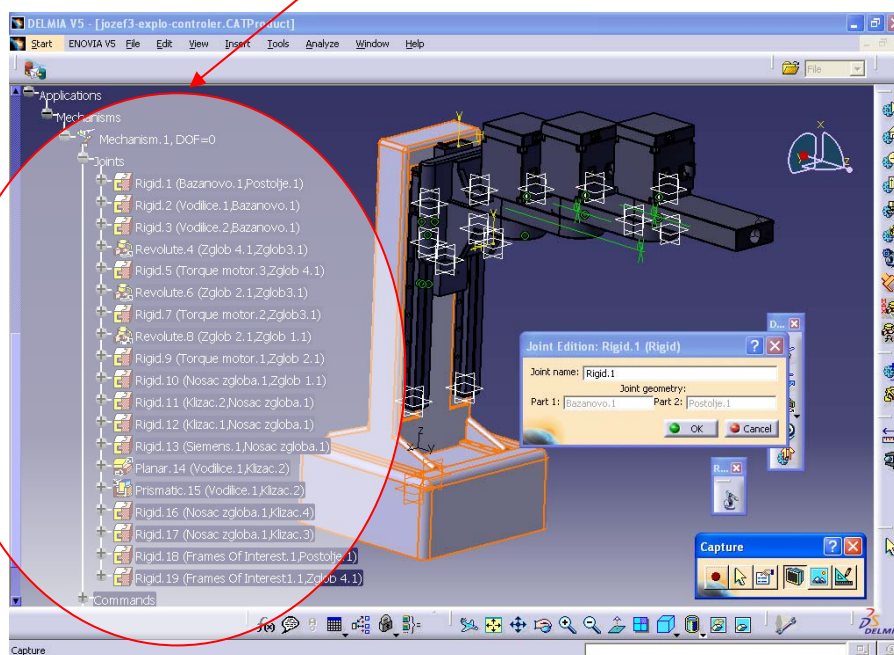 DELMIA V5 - [jozef3-explo-controler.CATProduct]
Start ENOVIA V5 File Edit View Insert Tools Analyze Window Help
File
Applications
Mechanisms
Mechanism.1, DOF=0
Joints
Rigid.1 (Bazanovo.1,Postolje.1)
Rigid.2 (Vodilice.1,Bazanovo.1)
Rigid.3 (Vodilice.2,Bazanovo.1)
Revolute.4 (Zglob 4.1,Zglob3.1)
Rigid.5 (Torque motor.3,Zglob 4.1)
Revolute.6 (Zglob 2.1,Zglob3.1)
Rigid.7 (Torque motor.2,Zglob3.1)
Revolute.8 (Zglob 2.1,Zglob 1.1)
Rigid.9 (Torque motor.1,Zglob 2.1)
Rigid.10 (Nosac zgloba.1,Zglob 1.1)
Rigid.11 (Klizac.2,Nosac zgloba.1)
Rigid.12 (Klizac.1,Nosac zgloba.1)
Rigid.13 (Siemens.1,Nosac zgloba.1)
Planar.14 (Vodilice.1,Klizac.2)
Prismatic.15 (Vodilice.1,Klizac.2)
Rigid.16 (Nosac zgloba.1,Klizac.4)
Rigid.17 (Nosac zgloba.1,Klizac.3)
Rigid.18 (Frames Of Interest.1,Postolje.1)
Rigid.19 (Frames Of Interest1.1,Zglob 4.1)
Commands
x
z
Y
Y
Z
Y
D...
Joint Edition: Rigid.1 (Rigid)
Joint name: Rigid.1
Joint geometry:
Part 1: Bazanovo.1 Part 2: Postolje.1
OK Cancel
R...
Capture
DELMIA
Capture